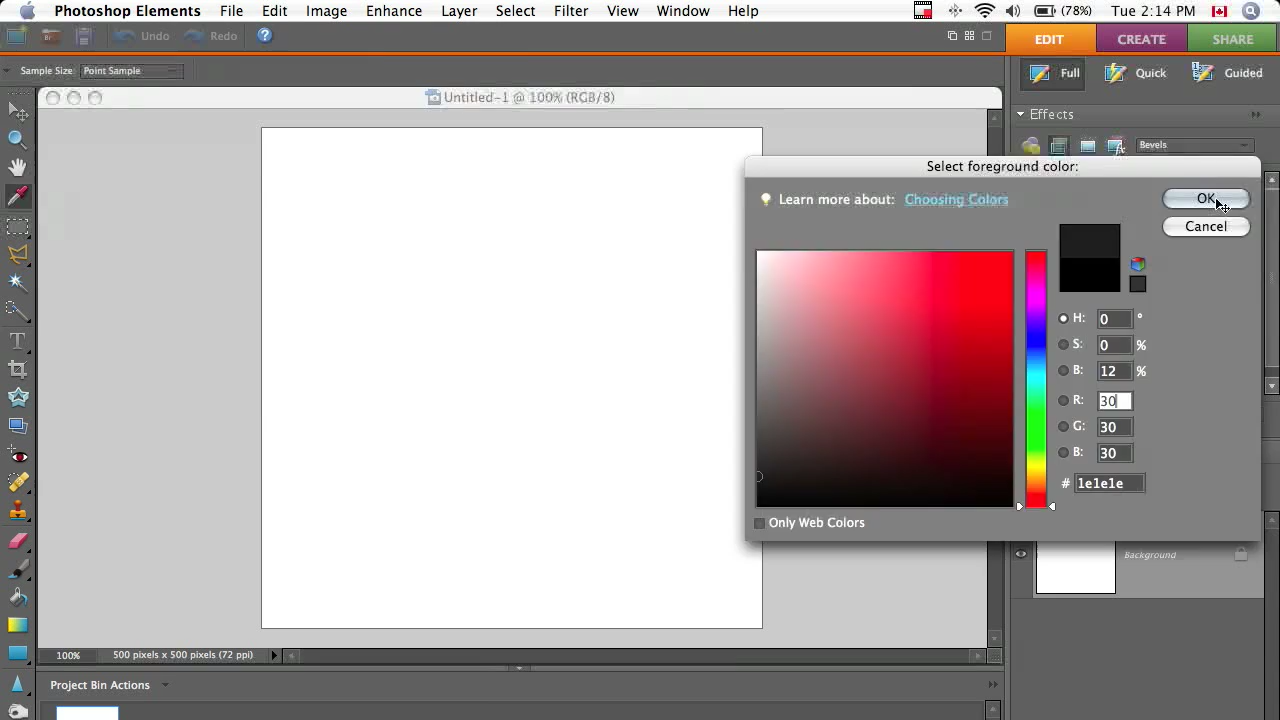 Photoshop Elements File Edit Image Enhance Layer Select Filter View Window Help (78%) Tue 2:14 PM
Undo Redo ? EDIT CREATE SHARE
Sample Size: Point Sample Full Quick Guided
Untitled-1 @ 100% (RGB/8)
Effects
Bevels
Select foreground color:
Learn more about: Choosing Colors OK
Cancel
H: 0 °
S: 0 %
B: 12 %
R: 30
G: 30
B: 30
# 1e1e1e
Only Web Colors
Background
100% 500 pixels x 500 pixels (72 ppi)
Project Bin Actions